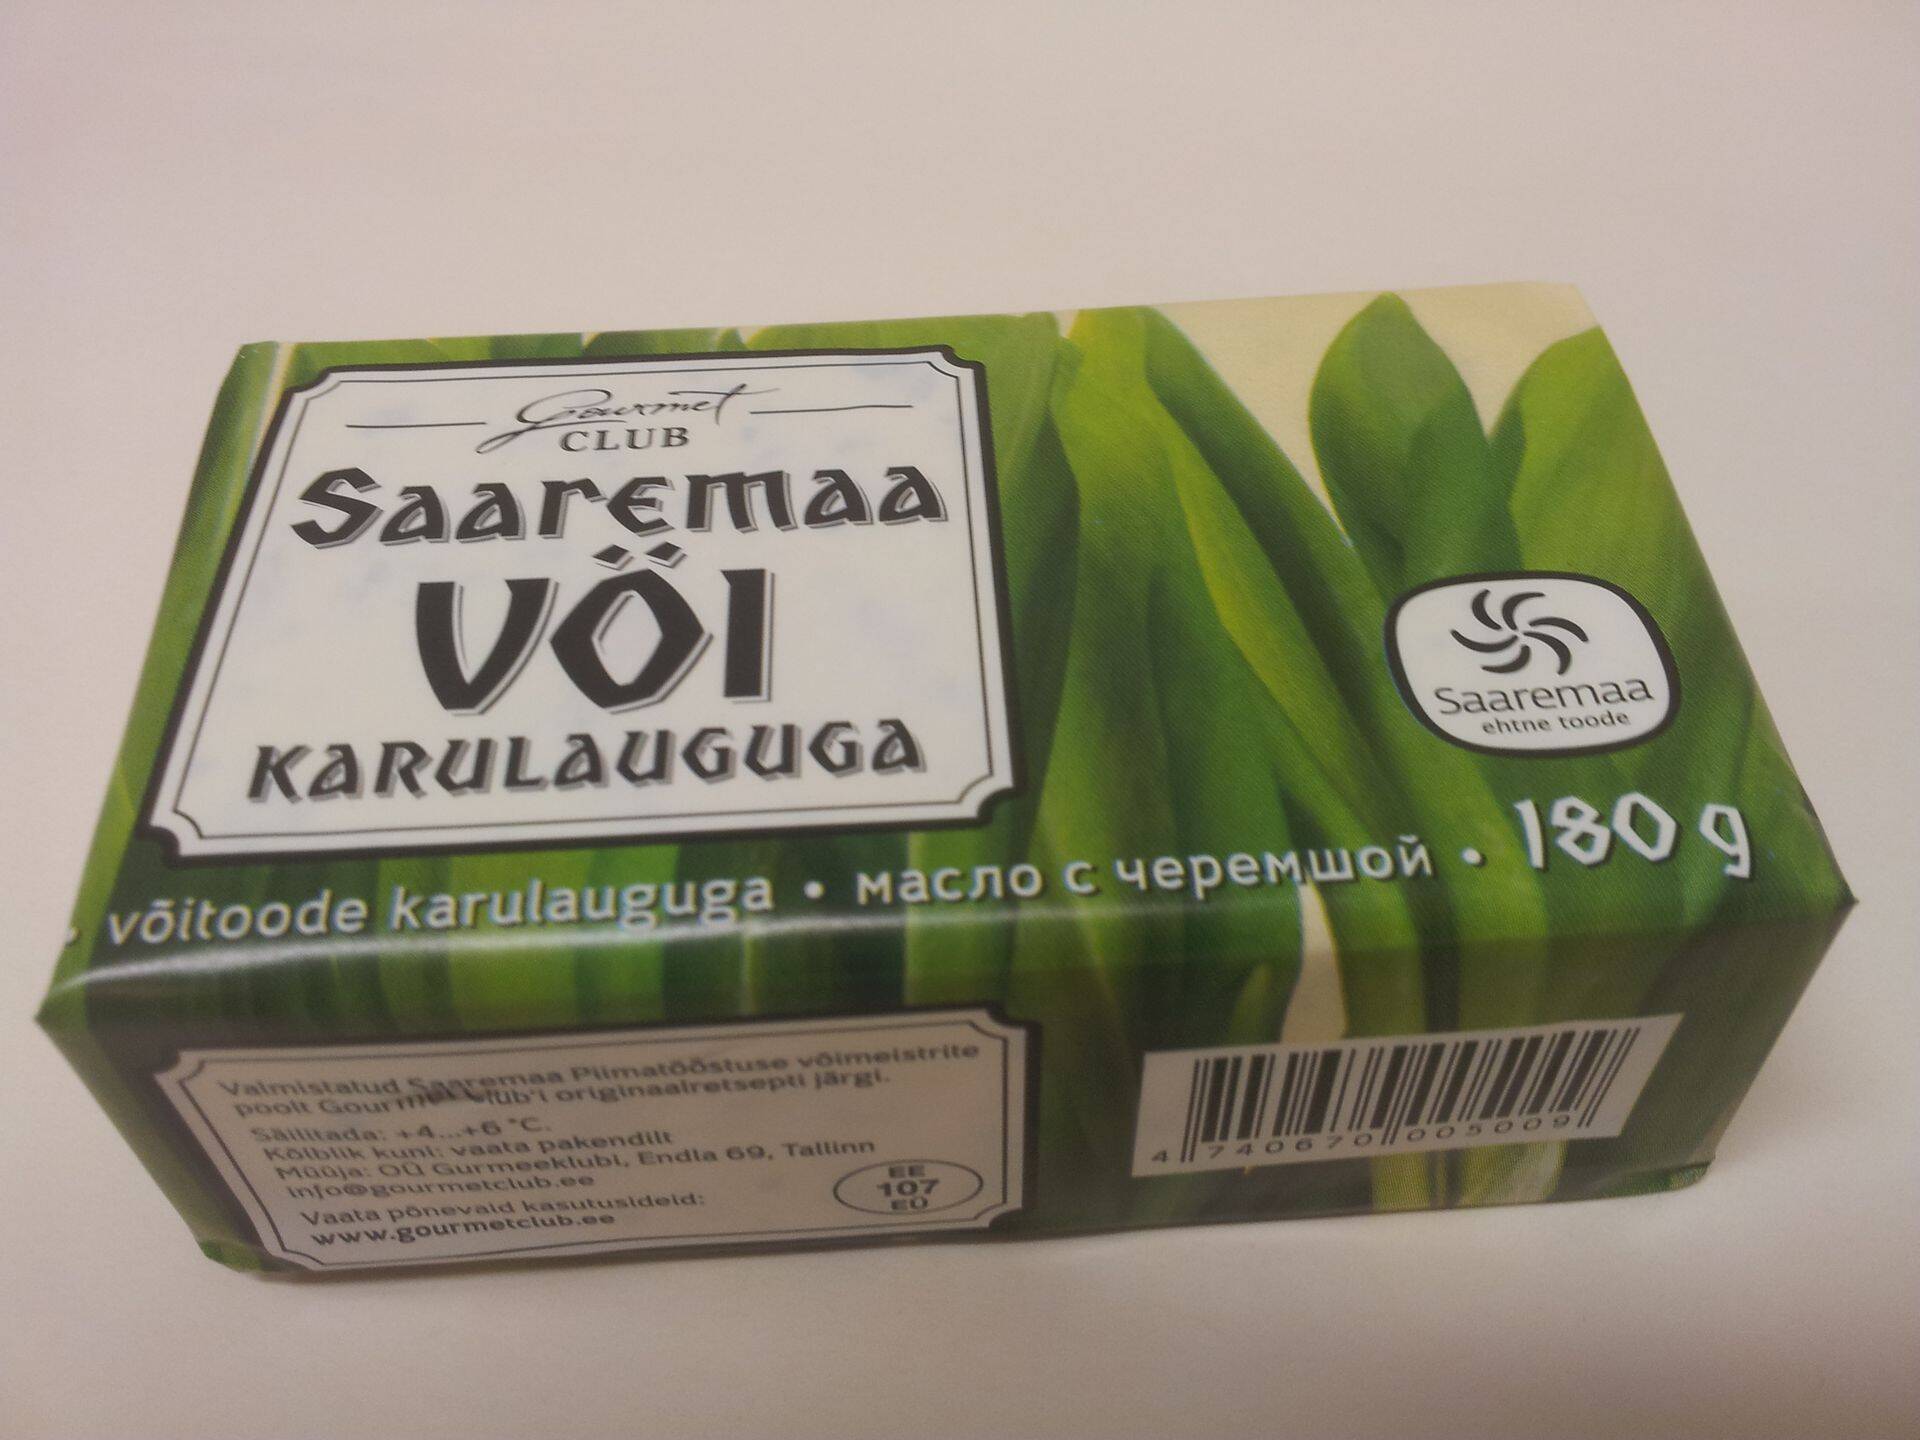 Gourmet
CLUB
Saaremaa
VÖI
KARULAUGUGA
Saaremaa
ehtne toode
võitoode karulauguga • масло с черемшой • 180 g
Valmistatud Saaremaa Piimatööstuse võimeistrite
poolt Gourmet Club'i originaalretsepti järgi.
Säilitada: +4...+6 °C.
Kõlblik kuni: vaata pakendilt
Müüja: OÜ Gurmeeklubi, Endla 69, Tallinn
info@gourmetclub.ee
Vaata põnevaid kasutusideid:
www.gourmetclub.ee
EE
107
EÜ
4 740670 005009